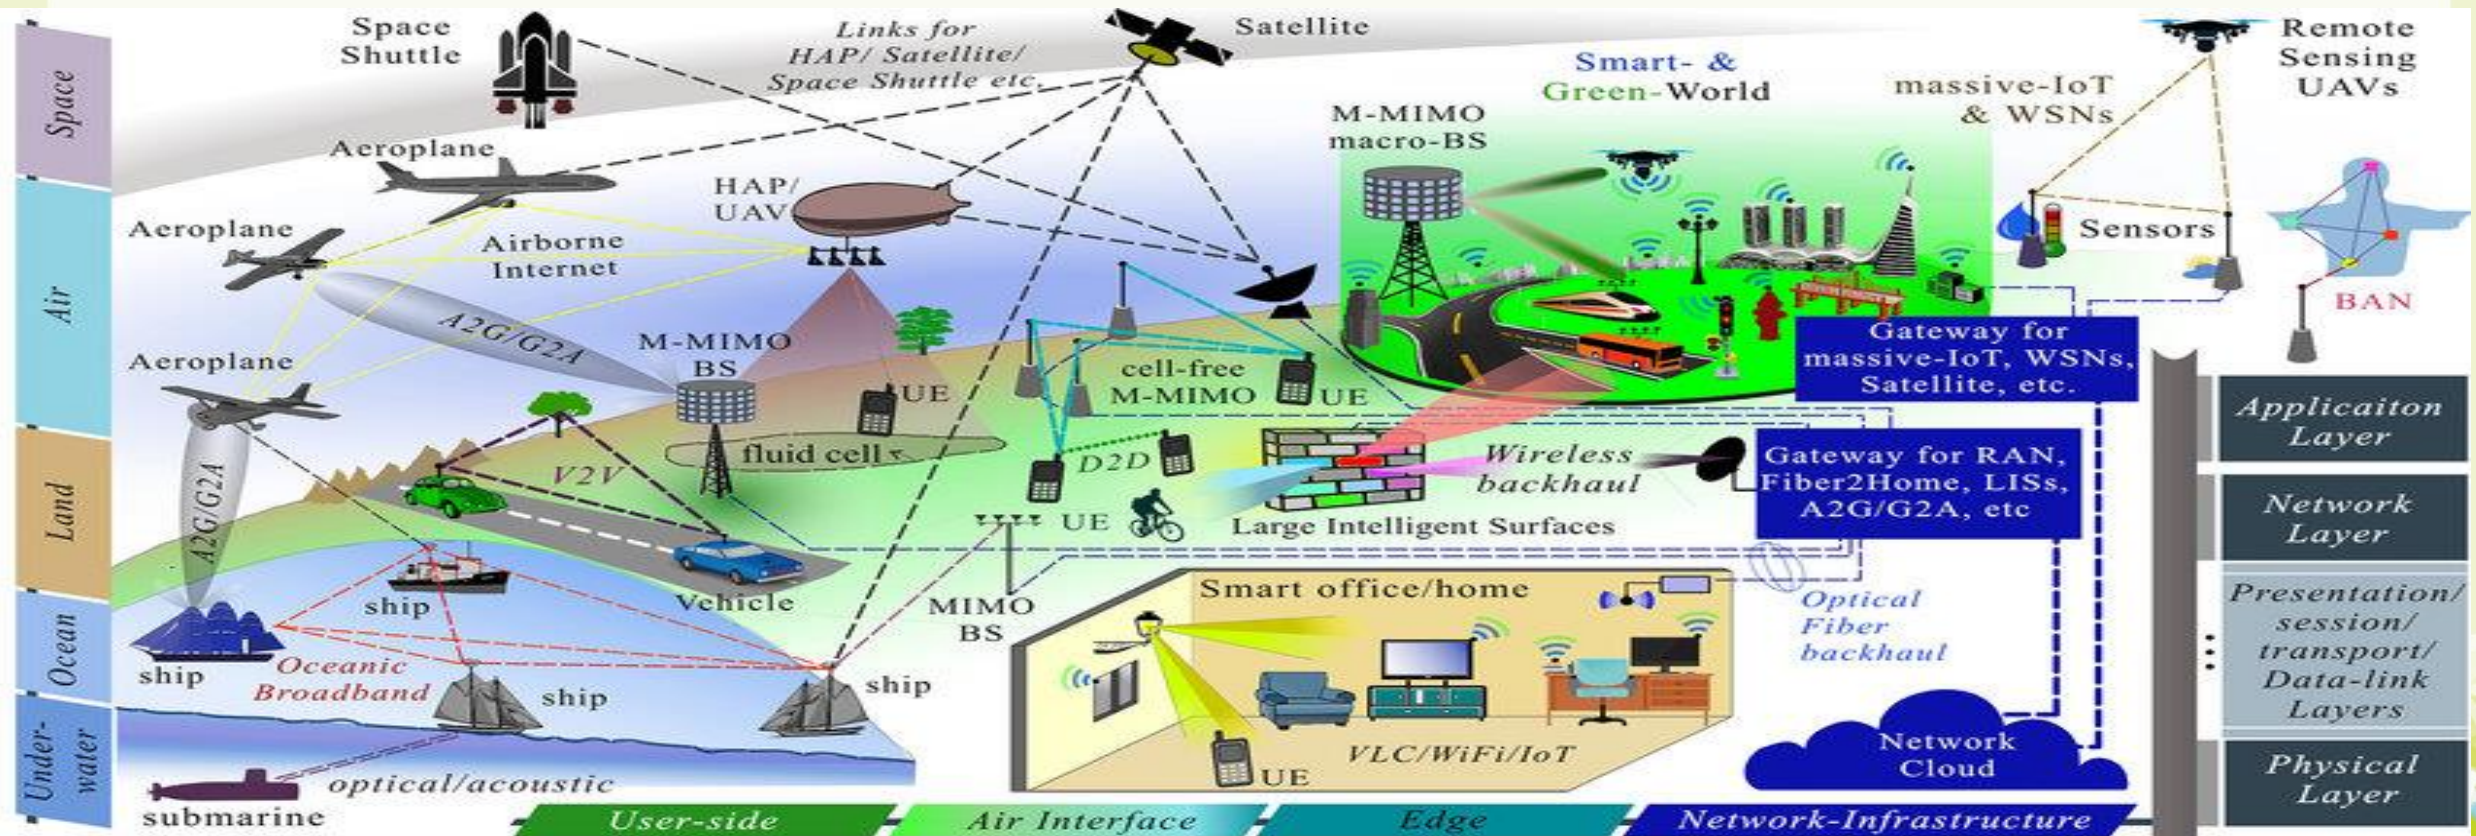 Space
Air
Land
Ocean
Under-
water
Space
Shuttle
Links for
HAP/ Satellite/
Space Shuttle etc.
Satellite
Smart- &
Green-World
massive-IoT
& WSNs
Remote
Sensing
UAVs
M-MIMO
macro-BS
Aeroplane
HAP/
UAV
Aeroplane
Airborne
Internet
Sensors
BAN
A2G/G2A
M-MIMO
BS
Aeroplane
UE
cell-free
M-MIMO
UE
Gateway for
massive-IoT, WSNs,
Satellite, etc.
A2G/G2A
V2V
fluid cell
D2D
Wireless
backhaul
Gateway for RAN,
Fiber2Home, LISs,
A2G/G2A, etc
UE
Large Intelligent Surfaces
ship
Vehicle
MIMO
BS
Smart office/home
Optical
Fiber
backhaul
ship
Oceanic
Broadband
ship
ship
VLC/WiFi/IoT
UE
Network
Cloud
optical/acoustic
submarine
Applicaiton
Layer
Network
Layer
Presentation/
session/
transport/
Data-link
Layers
Physical
Layer
User-side
Air Interface
Edge
Network-Infrastructure